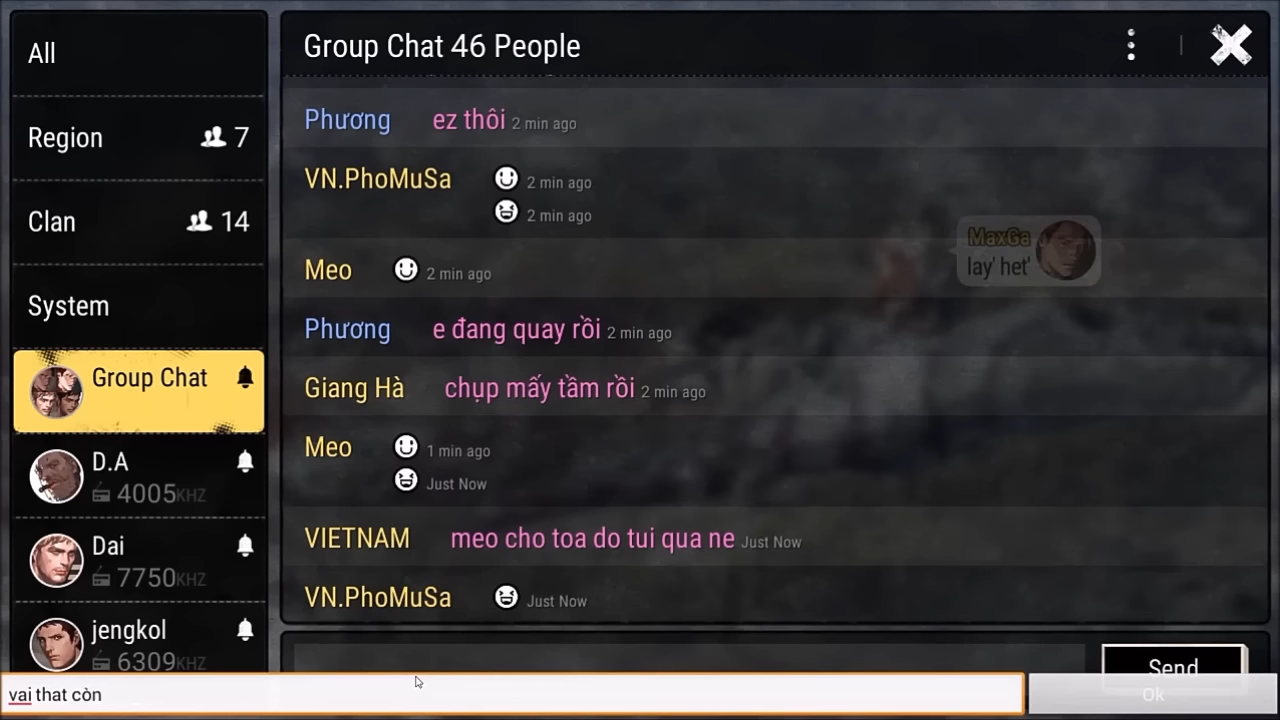 All
Region 7
Clan 14
System
Group Chat
D.A
4005KHZ
Dai
7750KHZ
jengkol
6309KHZ
Group Chat 46 People
Phương ez thôi 2 min ago
VN.PhoMuSa 2 min ago
2 min ago
Meo 2 min ago
MaxGa
lay' het'
Phương e đang quay rồi 2 min ago
Giang Hà chụp mấy tầm rồi 2 min ago
Meo 1 min ago
Just Now
VIETNAM meo cho toa do tui qua ne Just Now
VN.PhoMuSa Just Now
Send
vai that còn
Ok